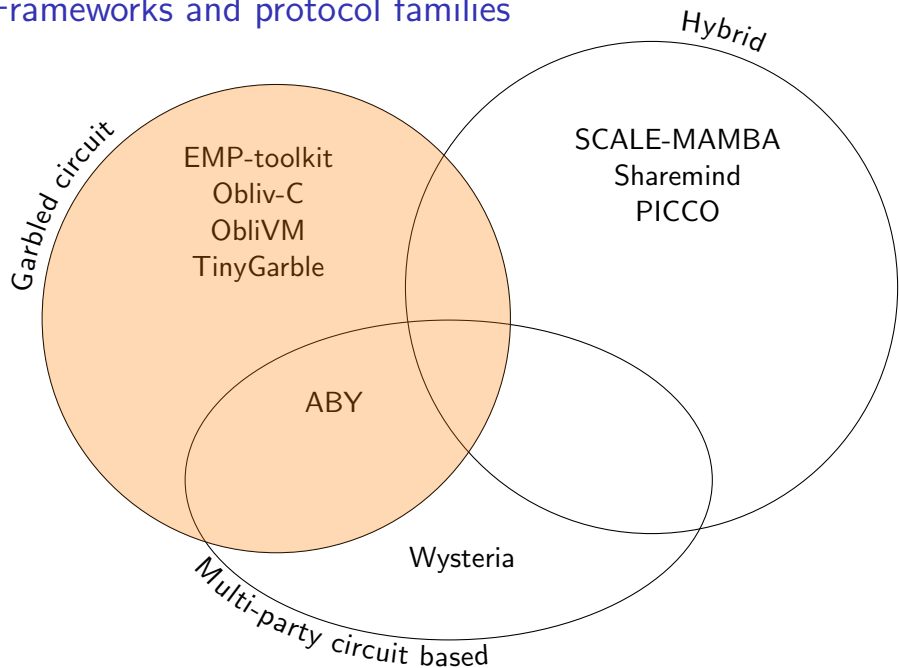 Frameworks and protocol families
Hybrid
Garbled circuit
EMP-toolkit
Obliv-C
ObliVM
TinyGarble
SCALE-MAMBA
Sharemind
PICCO
ABY
Wysteria
Multi-party circuit based